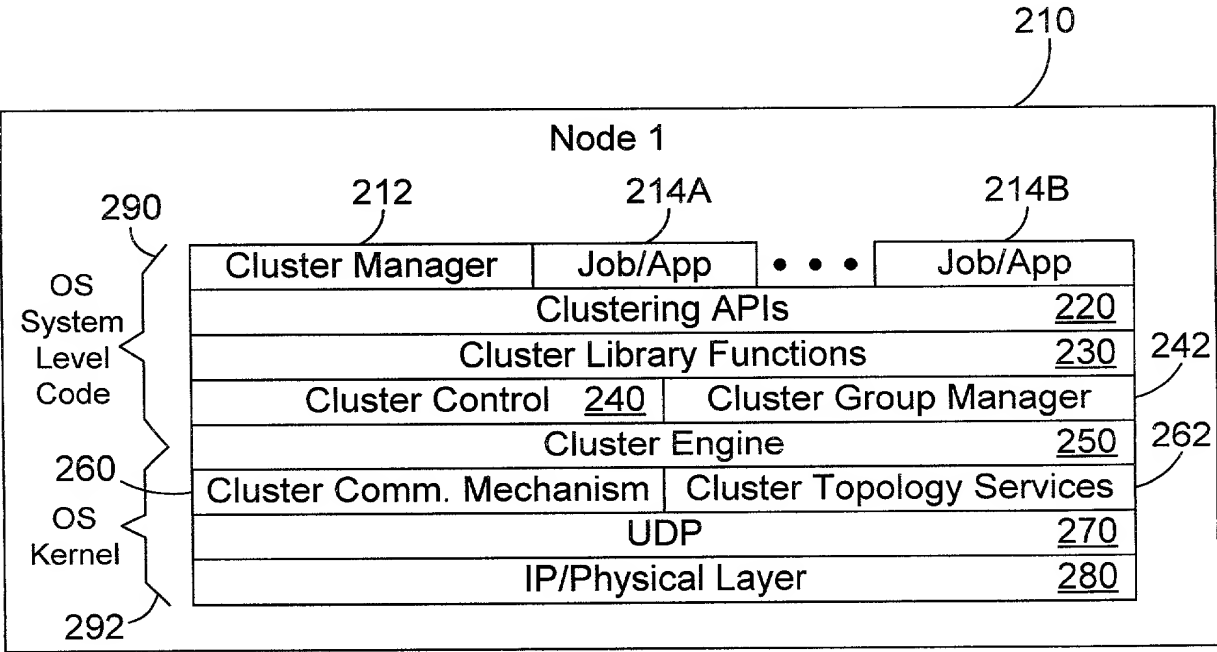 210
Node 1
290
212
214A
214B
Cluster Manager
Job/App
• • •
Job/App
OS
System
Level
Code
Clustering APIs 220
Cluster Library Functions 230
242
Cluster Control 240
Cluster Group Manager
Cluster Engine 250
262
260
Cluster Comm. Mechanism
Cluster Topology Services
OS
Kernel
UDP 270
IP/Physical Layer 280
292